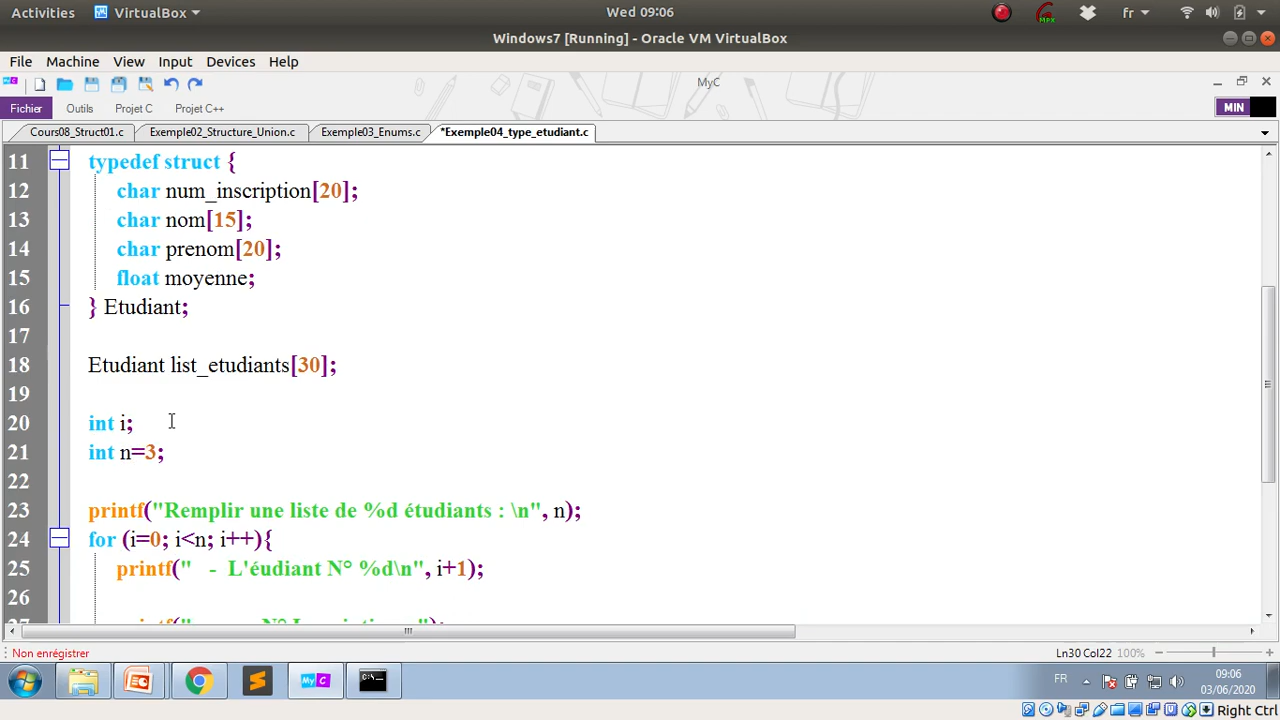 Activities VirtualBox Wed 09:06 fr
Windows7 [Running] - Oracle VM VirtualBox
File Machine View Input Devices Help
MyC
Fichier Outils Projet C Projet C++ MIN
Cours08_Struct01.c Exemple02_Structure_Union.c Exemple03_Enums.c *Exemple04_type_etudiant.c
11 typedef struct {
12 char num_inscription[20];
13 char nom[15];
14 char prenom[20];
15 float moyenne;
16 } Etudiant;
17
18 Etudiant list_etudiants[30];
19
20 int i;
21 int n=3;
22
23 printf("Remplir une liste de %d étudiants : \n", n);
24 for (i=0; i<n; i++){
25 printf("   -  L'éudiant N° %d\n", i+1);
26
Non enregistrer Ln30 Col22 100%
FR 09:06
03/06/2020
Right Ctrl